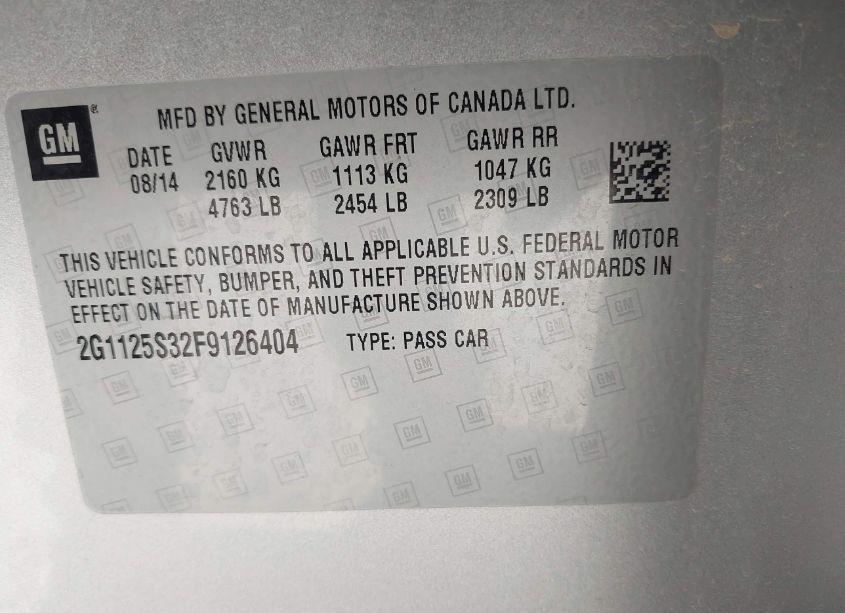 GM
MFD BY GENERAL MOTORS OF CANADA LTD.
DATE GVWR GAWR FRT GAWR RR
08/14 2160 KG 1113 KG 1047 KG
4763 LB 2454 LB 2309 LB
THIS VEHICLE CONFORMS TO ALL APPLICABLE U.S. FEDERAL MOTOR
VEHICLE SAFETY, BUMPER, AND THEFT PREVENTION STANDARDS IN
EFFECT ON THE DATE OF MANUFACTURE SHOWN ABOVE.
2G1125S32F9126404 TYPE: PASS CAR